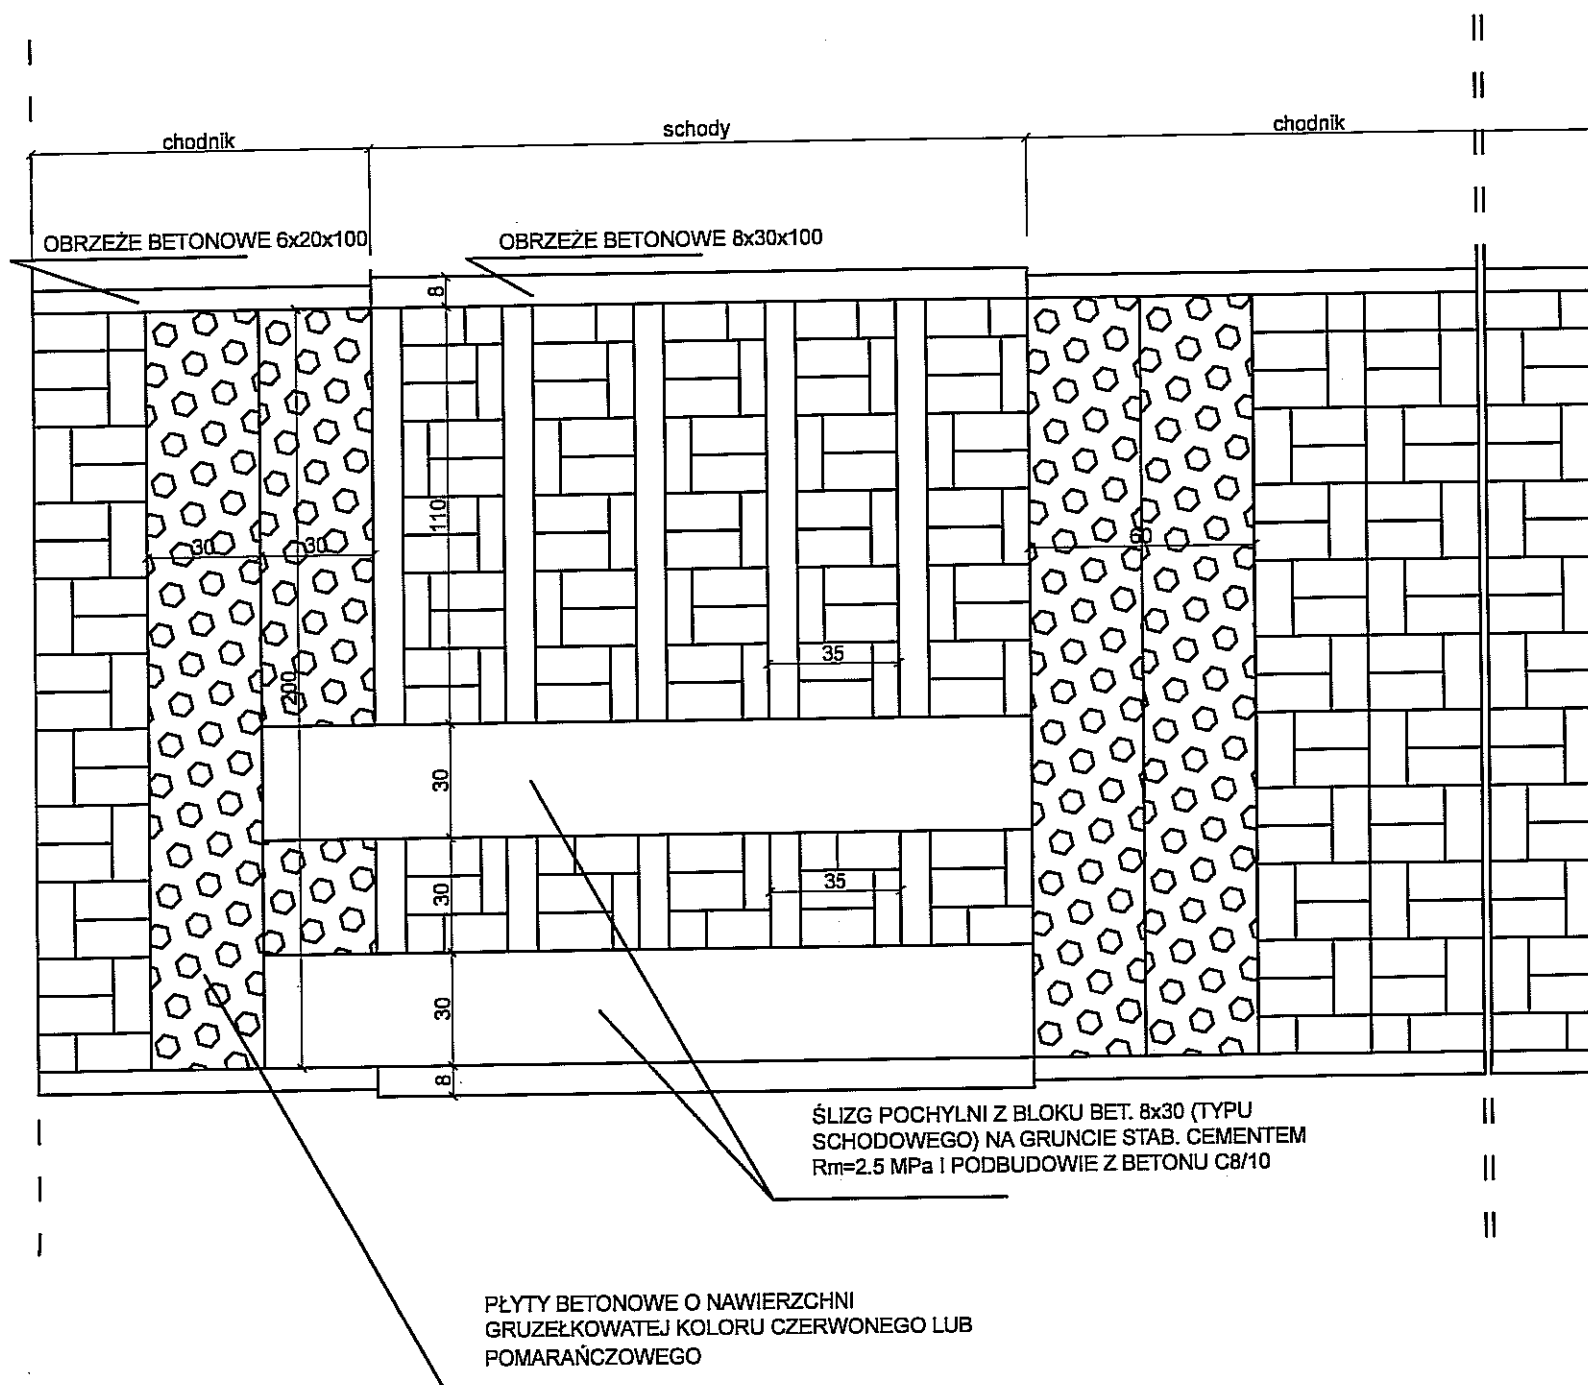 chodnik
schody
chodnik
OBRZEŻE BETONOWE 6x20x100
OBRZEŻE BETONOWE 8x30x100
8
110
30
30
60
35
200
30
35
30
30
8
ŚLIZG POCHYLNI Z BLOKU BET. 8x30 (TYPU
SCHODOWEGO) NA GRUNCIE STAB. CEMENTEM
Rm=2.5 MPa I PODBUDOWIE Z BETONU C8/10
PŁYTY BETONOWE O NAWIERZCHNI
GRUZEŁKOWATEJ KOLORU CZERWONEGO LUB
POMARAŃCZOWEGO